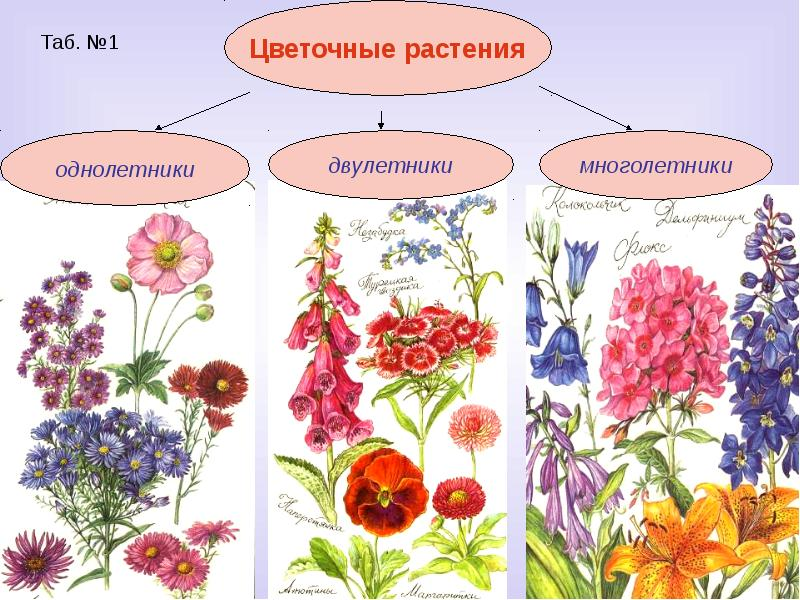 Таб. №1
Цветочные растения
однолетники
двулетники
многолетники
Незабудка
Турецкая
гвоздика
Наперстянка
Анютины
Маргаритки
Колокольчик
Дельфиниум
Флокс